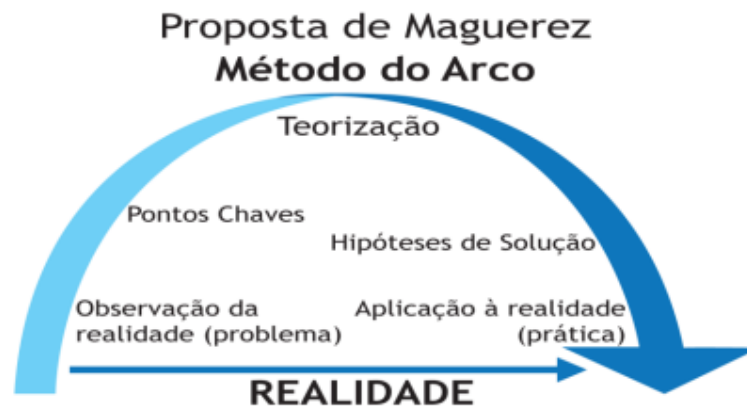 Proposta de Maguerez
Método do Arco
Teorização
Pontos Chaves
Hipóteses de Solução
Observação da
realidade (problema)
Aplicação à realidade
(prática)
REALIDADE